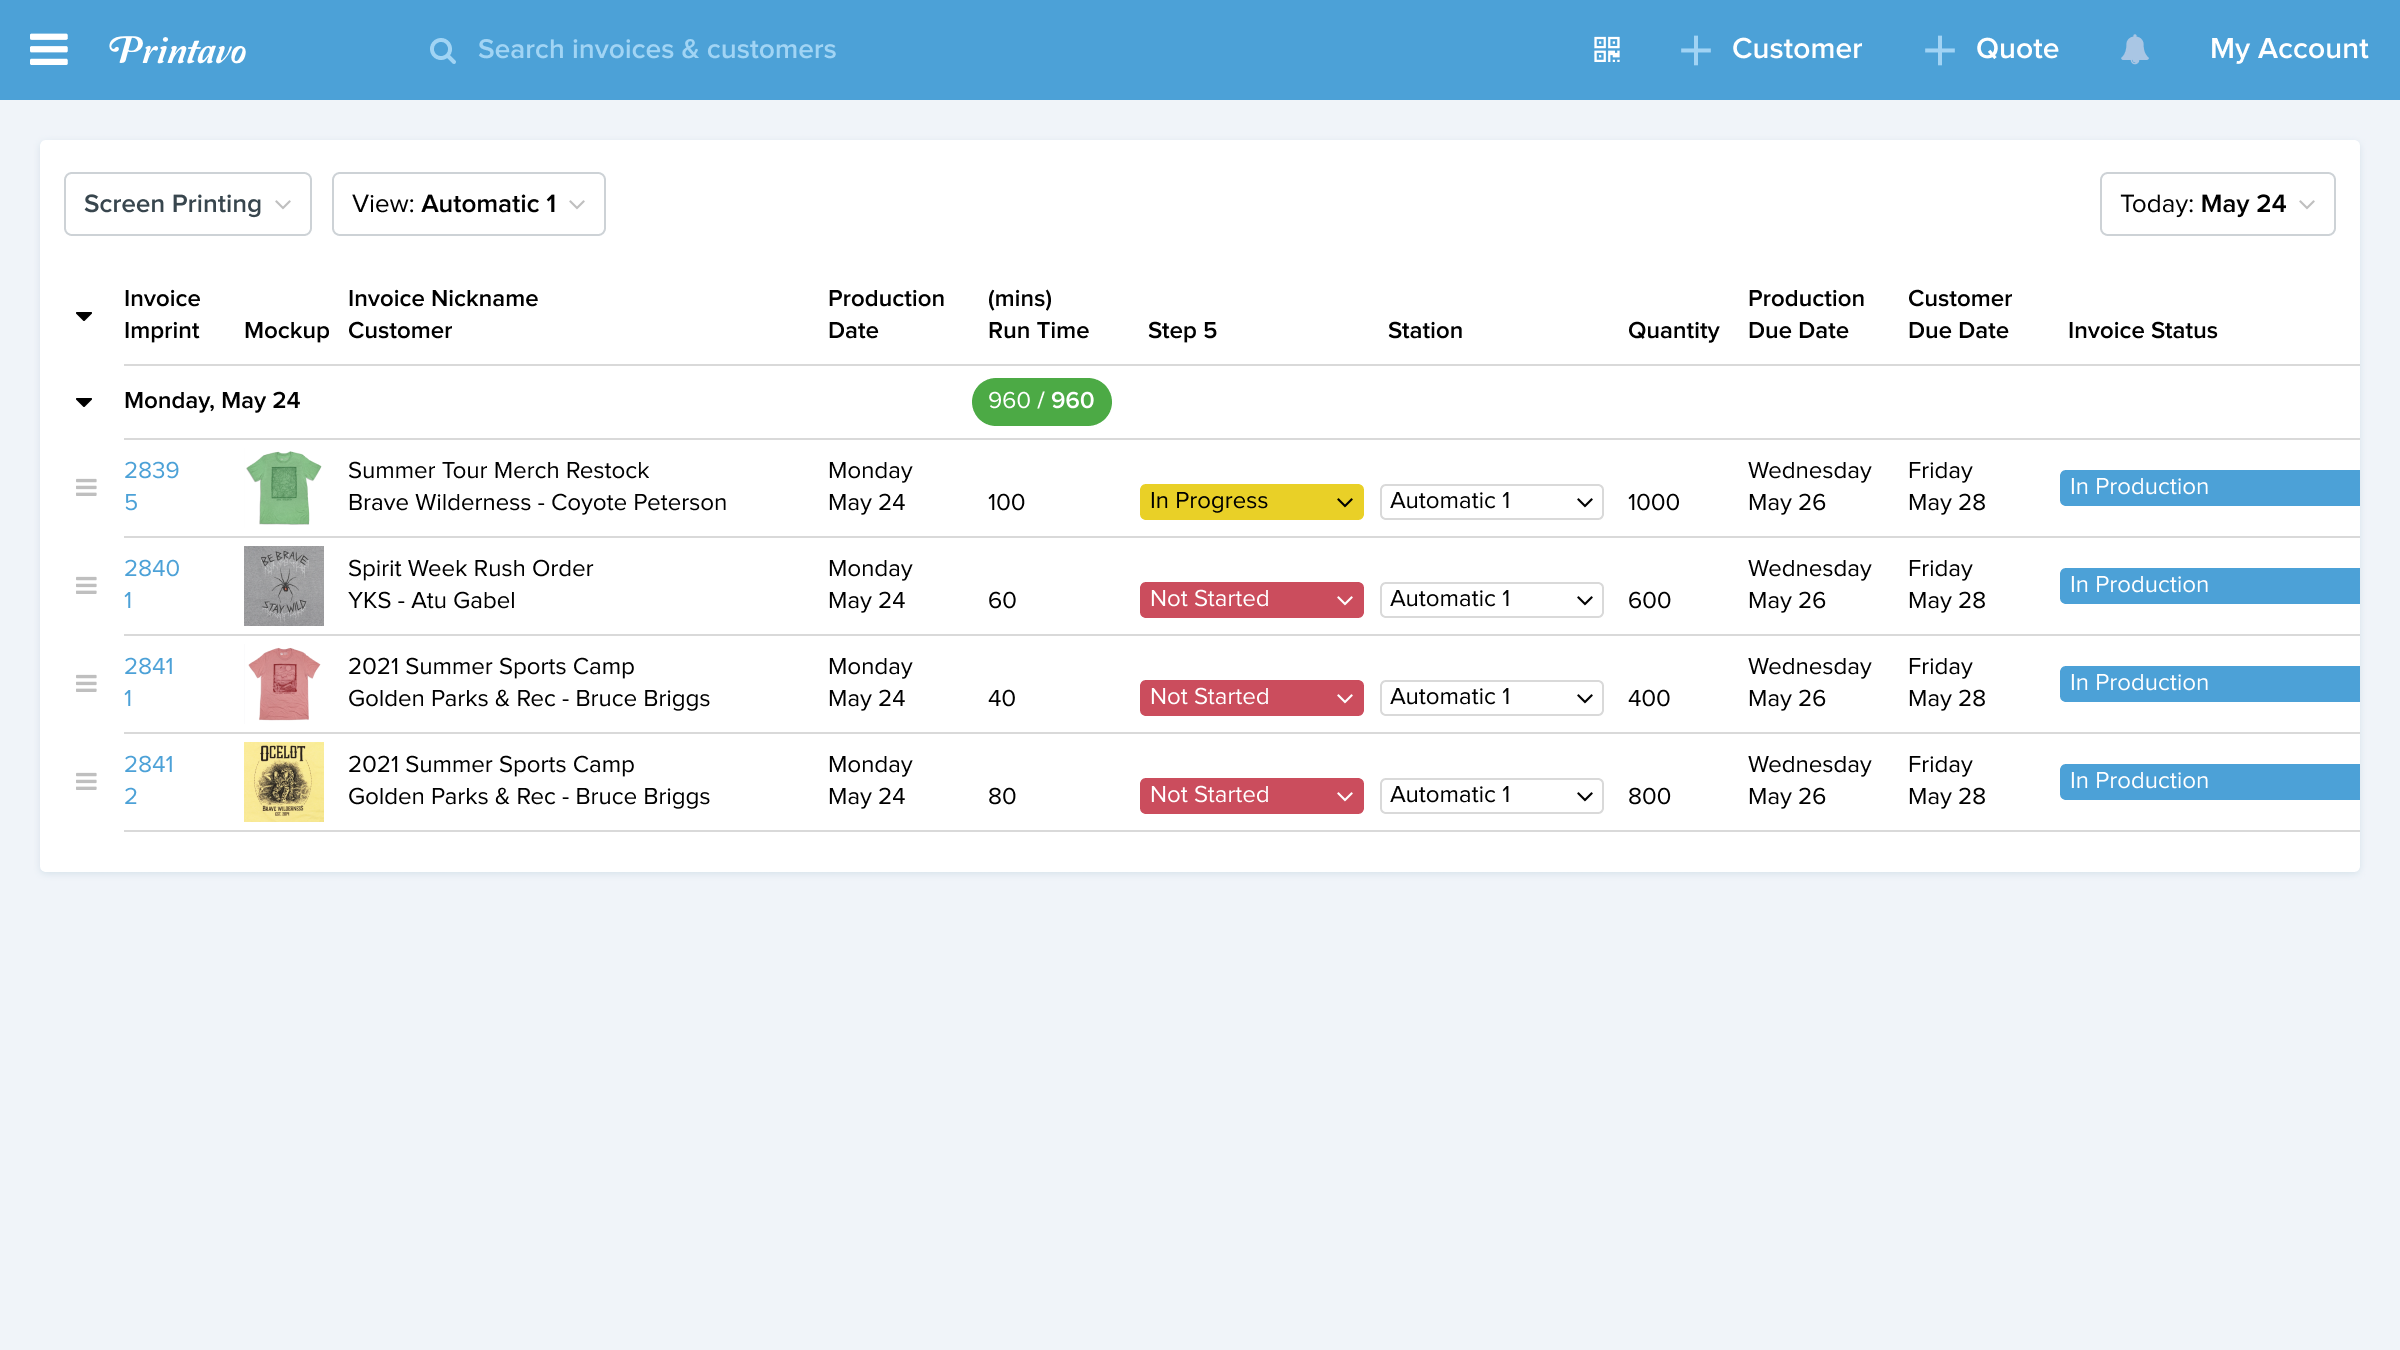 Printavo
Search invoices & customers
Customer
Quote
My Account
Screen Printing
View: Automatic 1
Today: May 24
Invoice Imprint
Mockup
Invoice Nickname Customer
Production Date
(mins) Run Time
Step 5
Station
Quantity
Production Due Date
Customer Due Date
Invoice Status
Monday, May 24
960 / 960
2839
Summer Tour Merch Restock
Monday
Wednesday
Friday
In Production
5
Brave Wilderness - Coyote Peterson
May 24
100
In Progress
Automatic 1
1000
May 26
May 28
BE BRAVE
STAY WILD
2840
Spirit Week Rush Order
Monday
Wednesday
Friday
In Production
1
YKS - Atu Gabel
May 24
60
Not Started
Automatic 1
600
May 26
May 28
2841
2021 Summer Sports Camp
Monday
Wednesday
Friday
In Production
1
Golden Parks & Rec - Bruce Briggs
May 24
40
Not Started
Automatic 1
400
May 26
May 28
OCELOT
BRAVE WILDERNESS
2841
2021 Summer Sports Camp
Monday
Wednesday
Friday
In Production
2
Golden Parks & Rec - Bruce Briggs
May 24
80
Not Started
Automatic 1
800
May 26
May 28